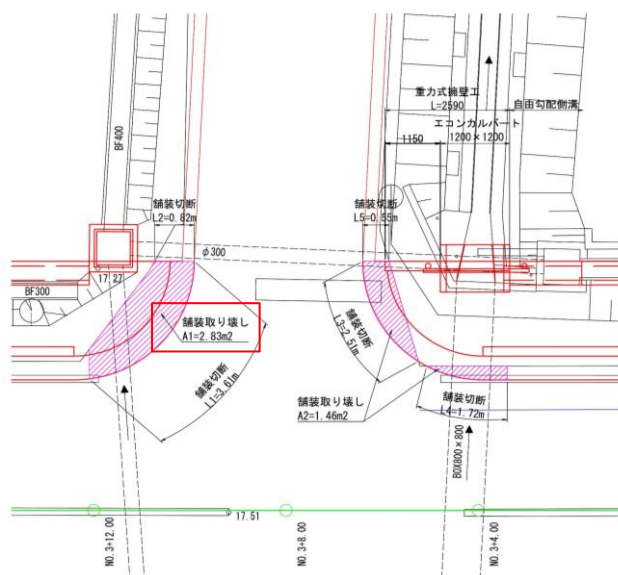 重力式擁壁工
L=2590
自由勾配側溝
エコンカルバート
1200×1200
1150
BF400
舗装切断
L2=0.82m
舗装切断
L5=0.55m
φ300
17.27
BF300
舗装取り壊し
A1=2.83m2
舗装切断
L3=2.51m
舗装切断
L1=3.61m
舗装取り壊し
A2=1.46m2
舗装切断
L4=1.72m
BOX800×800
17.51
NO.3+12.00
NO.3+8.00
NO.3+4.00